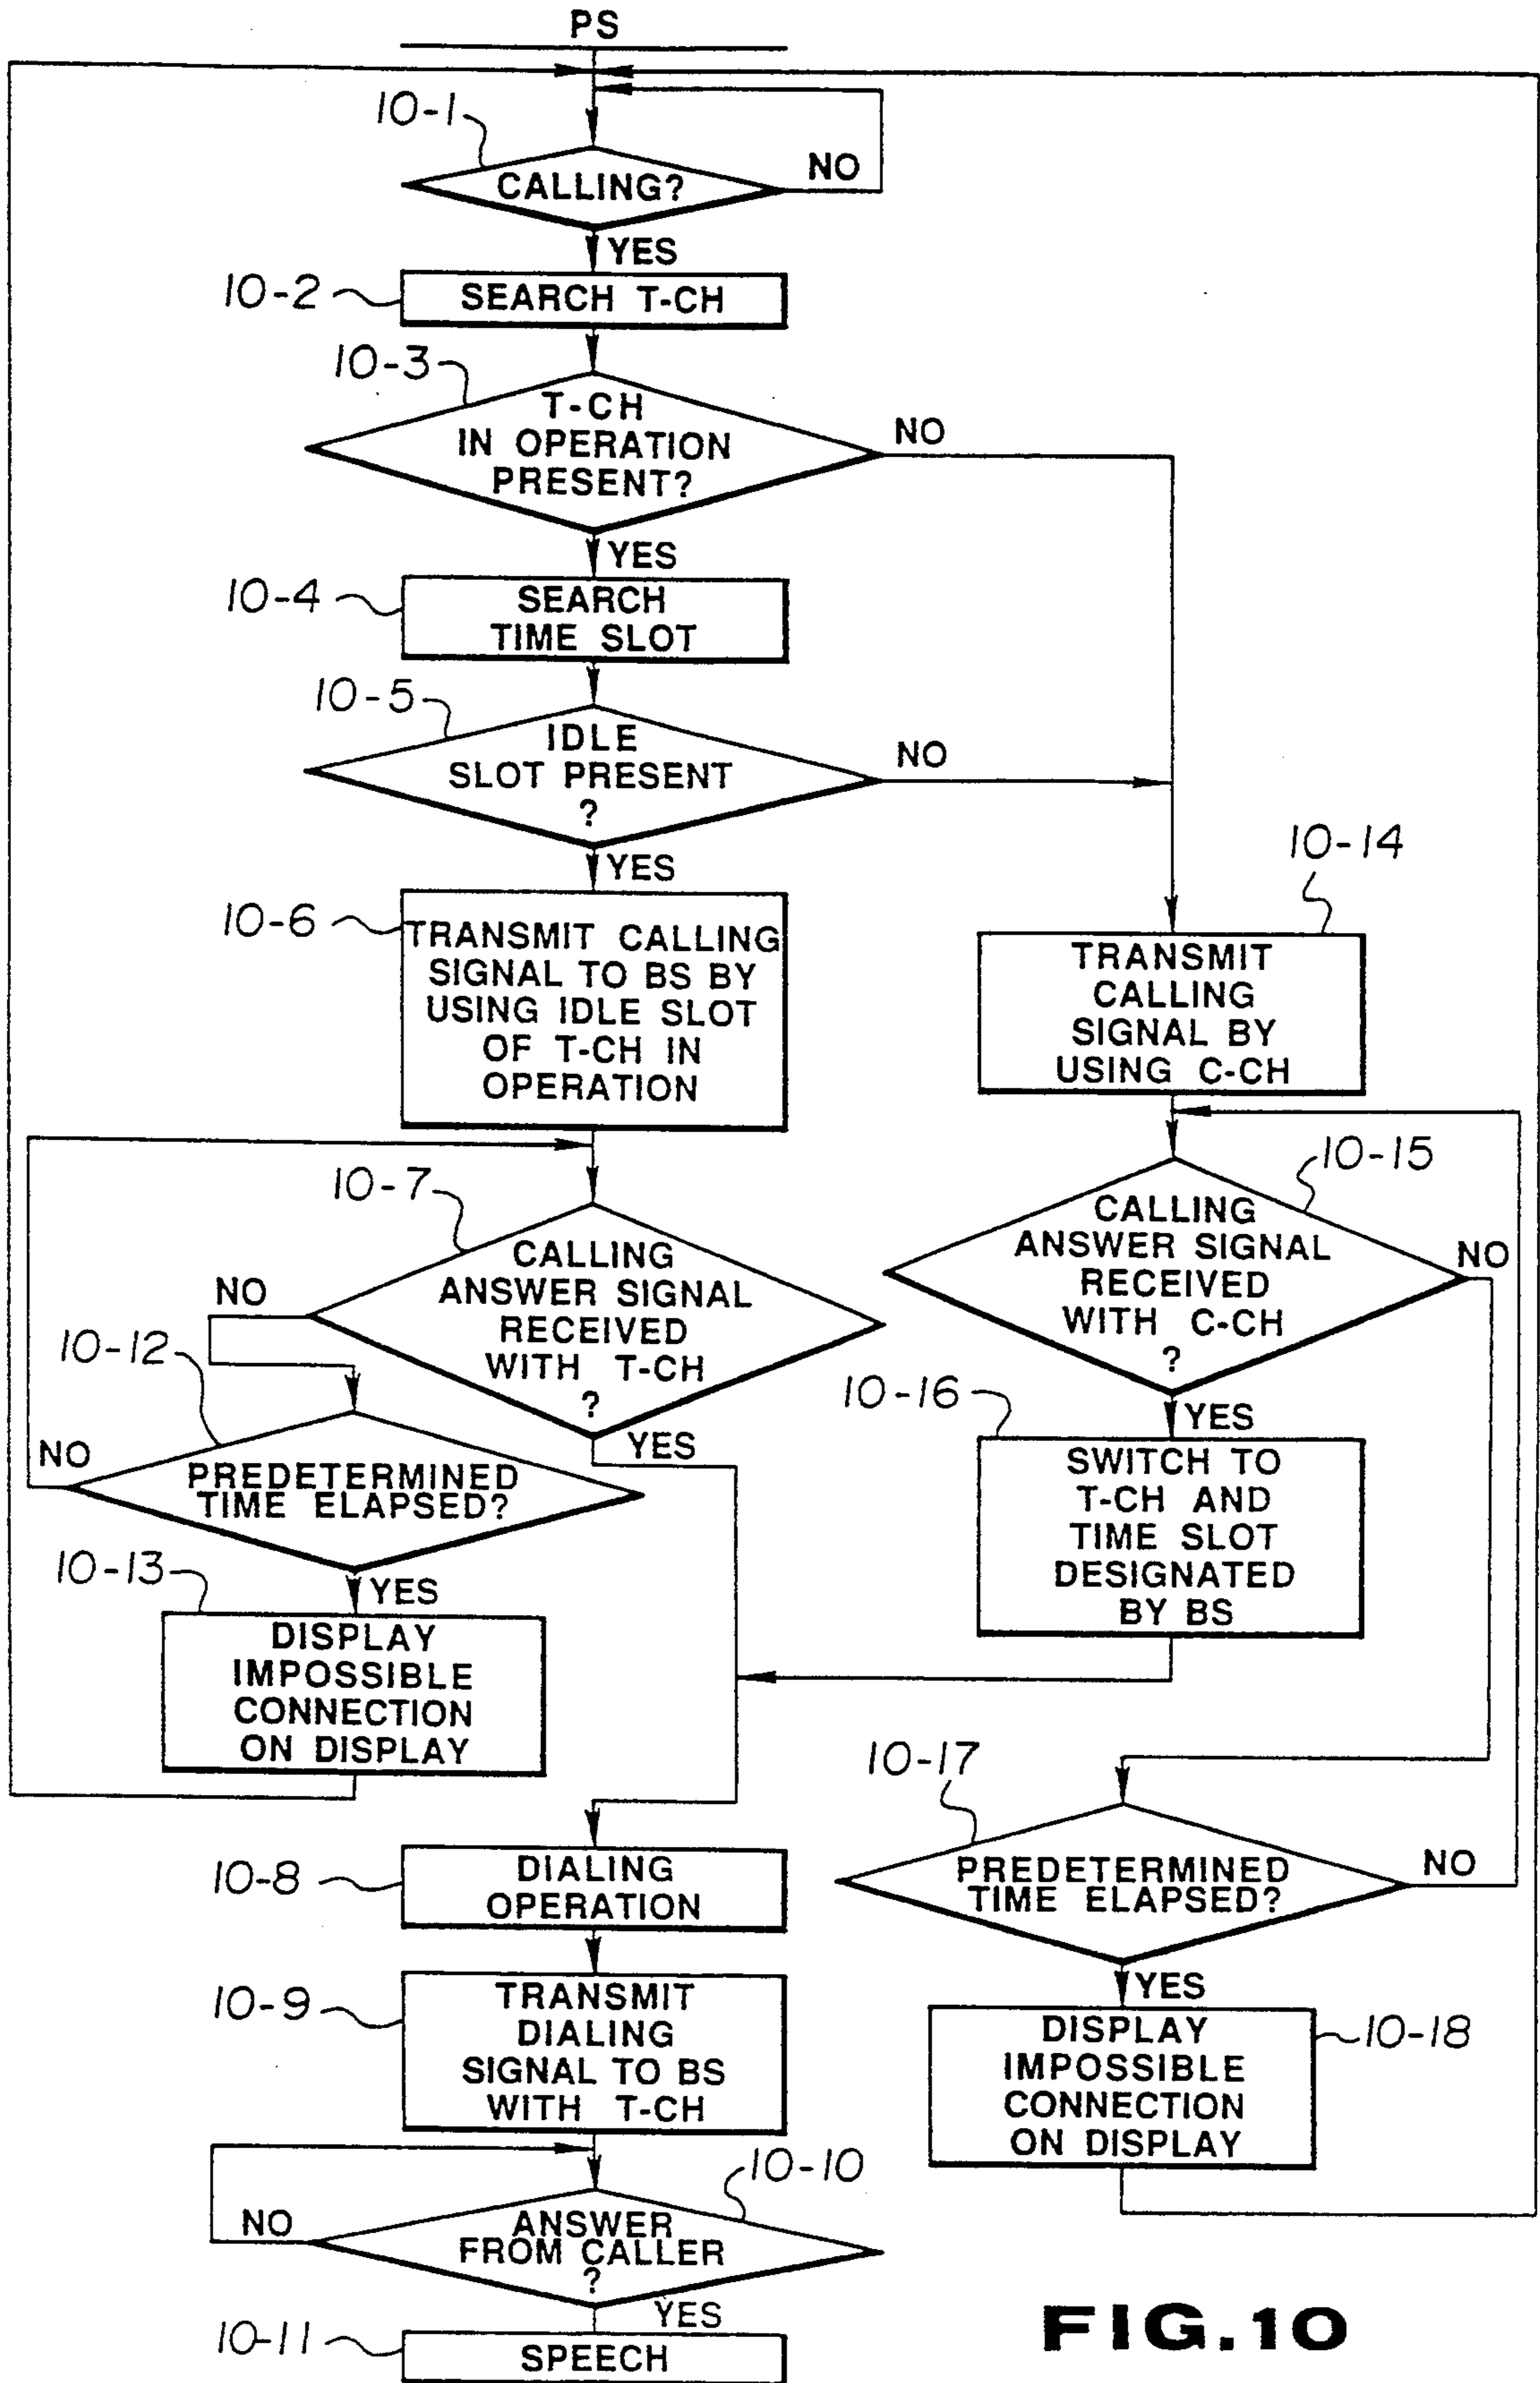 PS
10-1
CALLING?
NO
YES
10-2
SEARCH T-CH
10-3
T-CH
IN OPERATION
PRESENT?
NO
YES
10-4
SEARCH
TIME SLOT
10-5
IDLE
SLOT PRESENT
?
NO
YES
10-6
TRANSMIT CALLING
SIGNAL TO BS BY
USING IDLE SLOT
OF T-CH IN
OPERATION
10-14
TRANSMIT
CALLING
SIGNAL BY
USING C-CH
10-7
CALLING
ANSWER SIGNAL
RECEIVED
WITH T-CH
?
NO
YES
10-15
CALLING
ANSWER SIGNAL
RECEIVED
WITH C-CH
?
NO
YES
10-12
PREDETERMINED
TIME ELAPSED?
NO
YES
10-16
SWITCH TO
T-CH AND
TIME SLOT
DESIGNATED
BY BS
10-13
DISPLAY
IMPOSSIBLE
CONNECTION
ON DISPLAY
10-17
PREDETERMINED
TIME ELAPSED?
NO
YES
10-8
DIALING
OPERATION
10-9
TRANSMIT
DIALING
SIGNAL TO BS
WITH T-CH
10-18
DISPLAY
IMPOSSIBLE
CONNECTION
ON DISPLAY
10-10
ANSWER
FROM CALLER
?
NO
YES
10-11
SPEECH
FIG.10